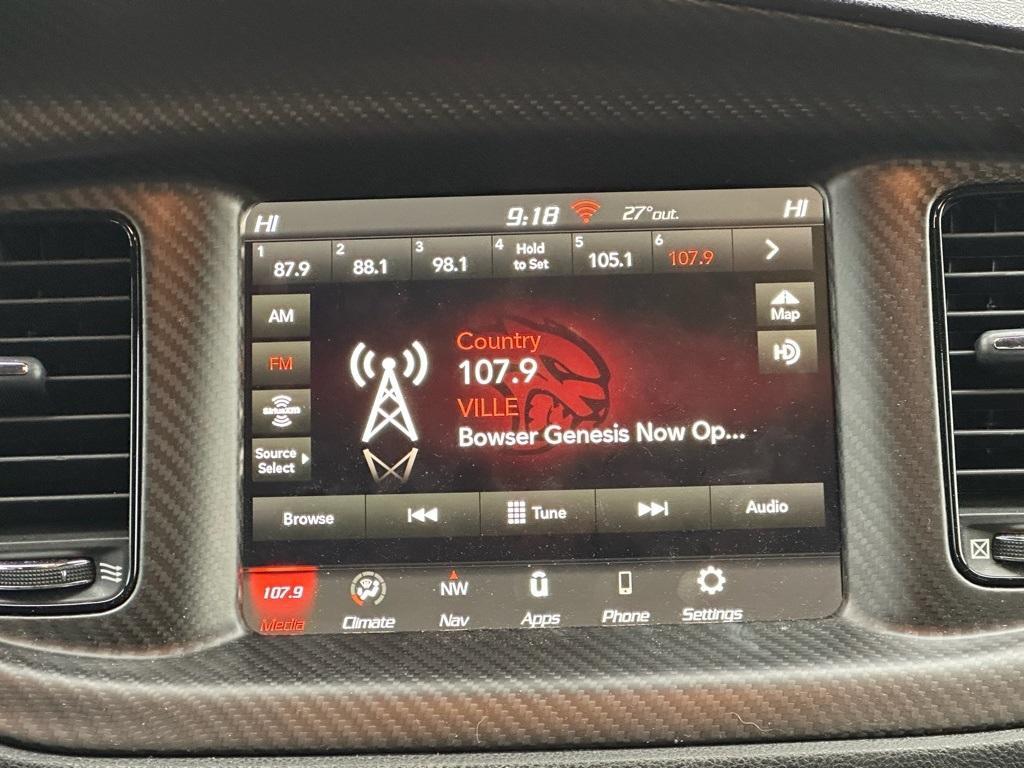 HI 9:18 27°out. HI
1 87.9 2 88.1 3 98.1 4 Hold to Set 5 105.1 6 107.9
AM
FM
SiriusXM
Source
Select
Country
107.9
VILLE
Bowser Genesis Now Op...
Map
HD
Browse Tune Audio
107.9 NW
Media Climate Nav Apps Phone Settings